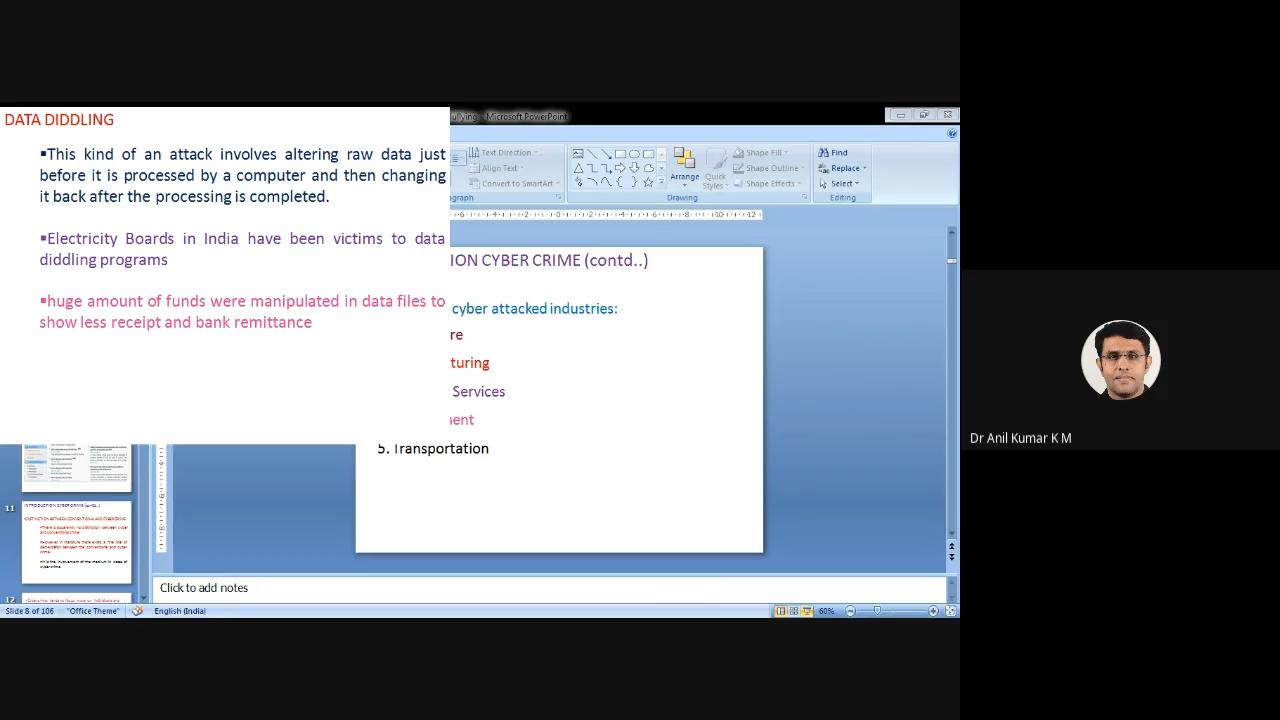 DATA DIDDLING
▪This kind of an attack involves altering raw data just
before it is processed by a computer and then changing
it back after the processing is completed.
▪Electricity Boards in India have been victims to data
diddling programs
▪huge amount of funds were manipulated in data files to
show less receipt and bank remittance
- Microsoft PowerPoint
Text Direction
Align Text
Convert to SmartArt
Arrange
Quick
Styles
Shape Fill
Shape Outline
Shape Effects
Find
Replace
Select
Drawing
Editing
ION CYBER CRIME (contd..)
cyber attacked industries:
re
turing
Services
ent
5. Transportation
11
12
Click to add notes
Slide 8 of 106
"Office Theme"
English (India)
60%
Dr Anil Kumar K M